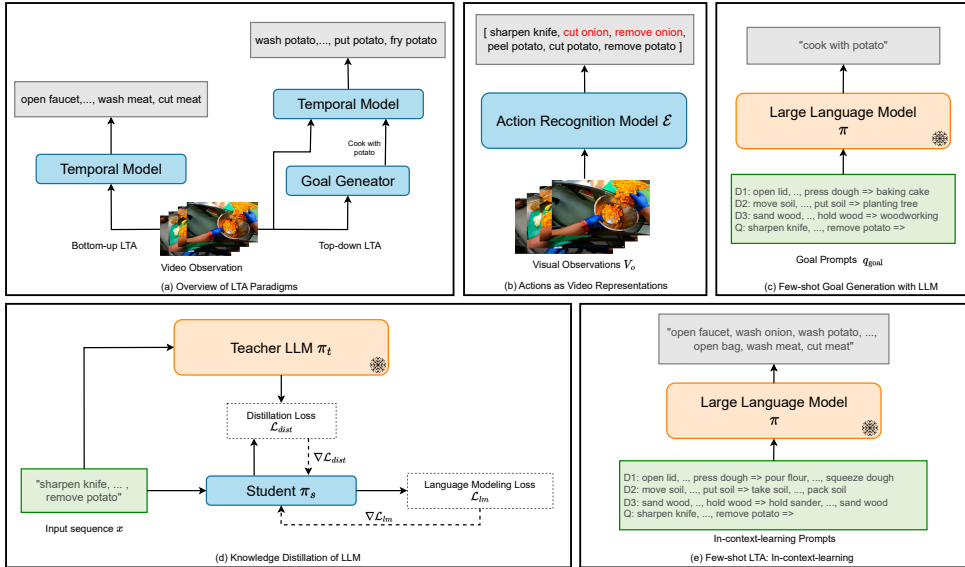 open faucet,..., wash meat, cut meat
Temporal Model
Bottom-up LTA
Video Observation
wash potato,..., put potato, fry potato
Temporal Model
Cook with
potato
Goal Geneator
Top-down LTA
(a) Overview of LTA Paradigms
[ sharpen knife, cut onion, remove onion,
peel potato, cut potato, remove potato ]
Action Recognition Model ℰ
Visual Observations V_o
(b) Actions as Video Representations
"cook with potato"
Large Language Model
π
D1: open lid, .., press dough => baking cake
D2: move soil, ..., put soil => planting tree
D3: sand wood, .., hold wood => woodworking
Q: sharpen knife, ..., remove potato =>
Goal Prompts q_goal
(c) Few-shot Goal Generation with LLM
Teacher LLM π_t
Distillation Loss
ℒ_dist
∇ℒ_dist
"sharpen knife, ... ,
remove potato"
Input sequence x
Student π_s
Language Modeling Loss
ℒ_lm
∇ℒ_lm
(d) Knowledge Distillation of LLM
"open faucet, wash onion, wash potato, ...,
open bag, wash meat, cut meat"
Large Language Model
π
D1: open lid, .., press dough => pour flour, ..., squeeze dough
D2: move soil, ..., put soil => take soil, ..., pack soil
D3: sand wood, .., hold wood => hold sander, ..., sand wood
Q: sharpen knife, ..., remove potato =>
In-context-learning Prompts
(e) Few-shot LTA: In-context-learning